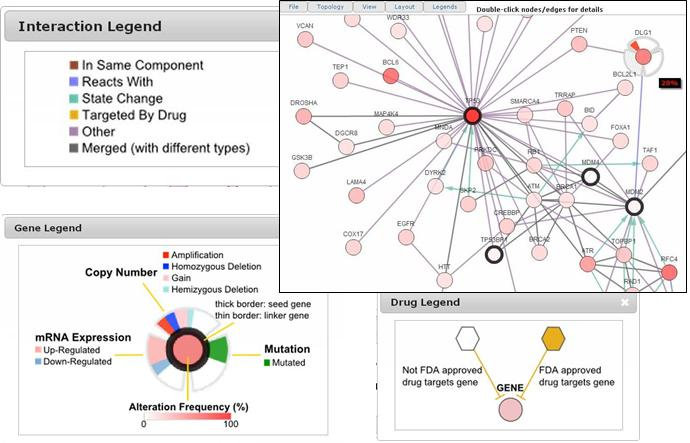 Interaction Legend
In Same Component
Reacts With
State Change
Targeted By Drug
Other
Merged (with different types)
File Topology View Layout Legends Double-click nodes/edges for details
VCAN
WDR33
PTEN
DLG1
TEP1
BCL6
BCL2L1
28%
DROSHA
MAP4K4
TP53
SMARCA4
TRRAP
BID
DGCR8
MNDA
FOXA1
GSK3B
PRKDC
RB1
MDM4
TAF1
LAMA4
DYRK2
SKP2
ATM
BRCA1
MDM2
COX17
EGFR
CREBBP
TP53BP1
BRCA2
TOPBP1
HTT
ATR
RFC4
Gene Legend
Copy Number
Amplification
Homozygous Deletion
Gain
Hemizygous Deletion
thick border: seed gene
thin border: linker gene
mRNA Expression
Up-Regulated
Down-Regulated
Mutation
Mutated
Alteration Frequency (%)
0 100
Drug Legend
Not FDA approved
drug targets gene
FDA approved
drug targets gene
GENE